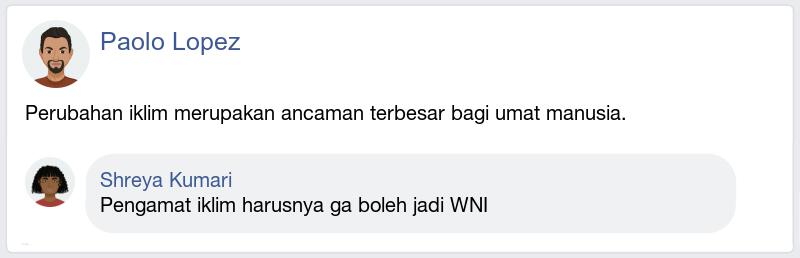 Paolo Lopez
Perubahan iklim merupakan ancaman terbesar bagi umat manusia.
Shreya Kumari
Pengamat iklim harusnya ga boleh jadi WNI